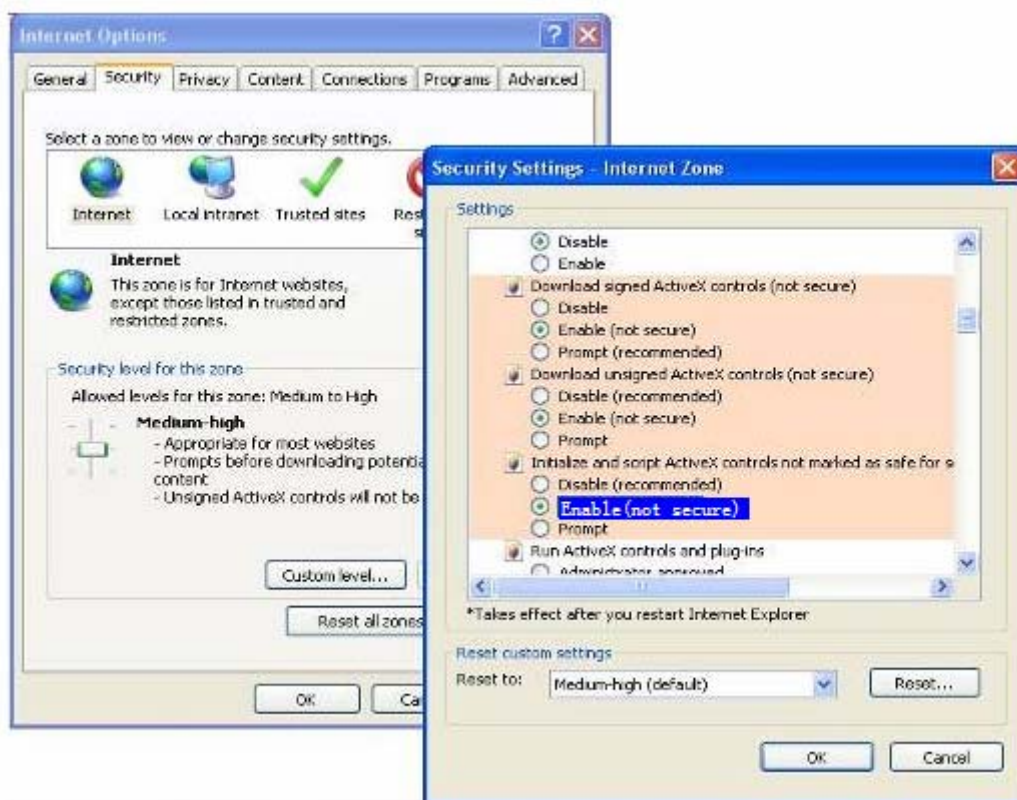 Internet Options
General Security Privacy Content Connections Programs Advanced
Select a zone to view or change security settings.
Internet Local intranet Trusted sites
Internet
This zone is for Internet websites,
except those listed in trusted and
restricted zones.
Security level for this zone
Allowed levels for this zone: Medium to High
Medium-high
- Appropriate for most websites
- Prompts before downloading
content
- Unsigned ActiveX controls will not be
Custom level...
Reset all zones
OK
Security Settings - Internet Zone
Settings
Disable
Enable
Download signed ActiveX controls (not secure)
Disable
Enable (not secure)
Prompt (recommended)
Download unsigned ActiveX controls (not secure)
Disable (recommended)
Enable (not secure)
Prompt
Initialize and script ActiveX controls not marked as safe for s
Disable (recommended)
Enable(not secure)
Prompt
Run ActiveX controls and plug-ins
Administrator approved
*Takes effect after you restart Internet Explorer
Reset custom settings
Reset to: Medium-high (default) Reset...
OK Cancel